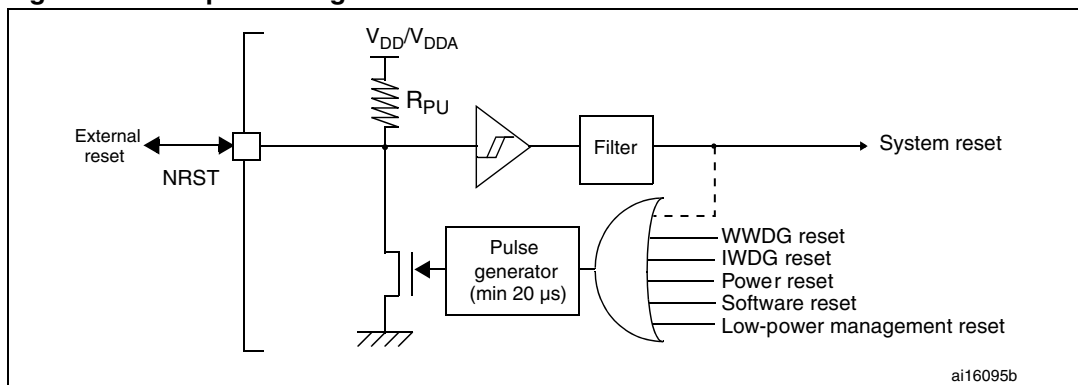 V_DD/V_DDA
R_PU
External
reset
NRST
Filter
System reset
Pulse
generator
(min 20 µs)
WWDG reset
IWDG reset
Power reset
Software reset
Low-power management reset
ai16095b